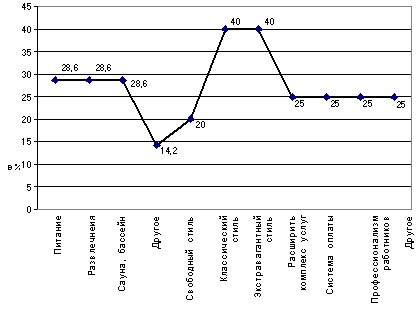 45
40
35
30
25
20
15
10
5
0
в %
28,6
28,6
28,6
14,2
20
40
40
25
25
25
25
Питание
Развлечнеия
Сауна, бассейн
Другое
Свободный стиль
Классический
стиль
Экстравагантный
стиль
Расширить
комплекс услуг
Система оплаты
Профессионализм
работников
Другое